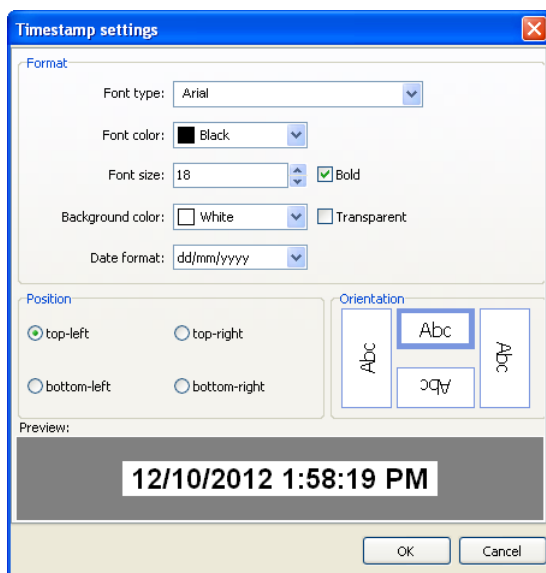 Timestamp settings
Format
Font type: Arial
Font color: Black
Font size: 18 Bold
Background color: White Transparent
Date format: dd/mm/yyyy
Position
top-left top-right
bottom-left bottom-right
Orientation
Abc
Abc
Abc
Abc
Preview:
12/10/2012 1:58:19 PM
OK Cancel